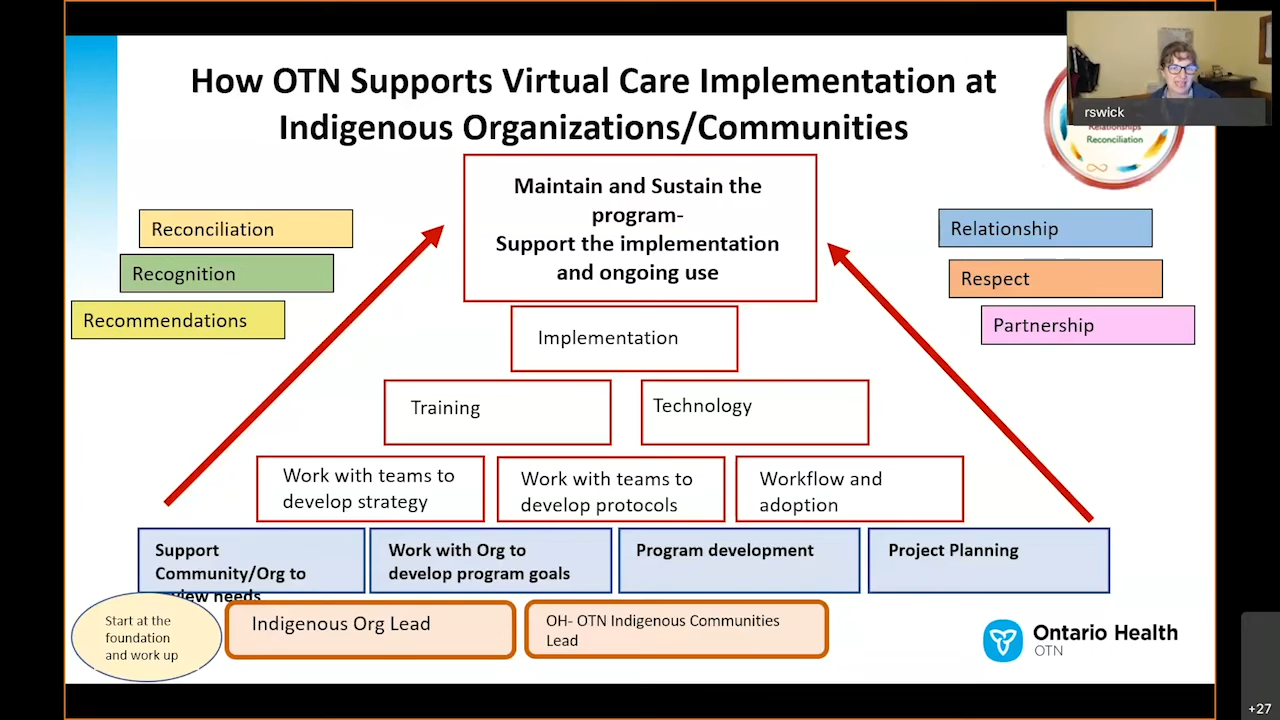 How OTN Supports Virtual Care Implementation at
Indigenous Organizations/Communities
rswick
Relationships
Reconciliation
Maintain and Sustain the
program-
Support the implementation
and ongoing use
Reconciliation
Recognition
Recommendations
Relationship
Respect
Partnership
Implementation
Training
Technology
Work with teams to
develop strategy
Work with teams to
develop protocols
Workflow and
adoption
Support
Community/Org to
needs
Work with Org to
develop program goals
Program development
Project Planning
Start at the
foundation
and work up
Indigenous Org Lead
OH- OTN Indigenous Communities
Lead
Ontario Health
OTN
+27